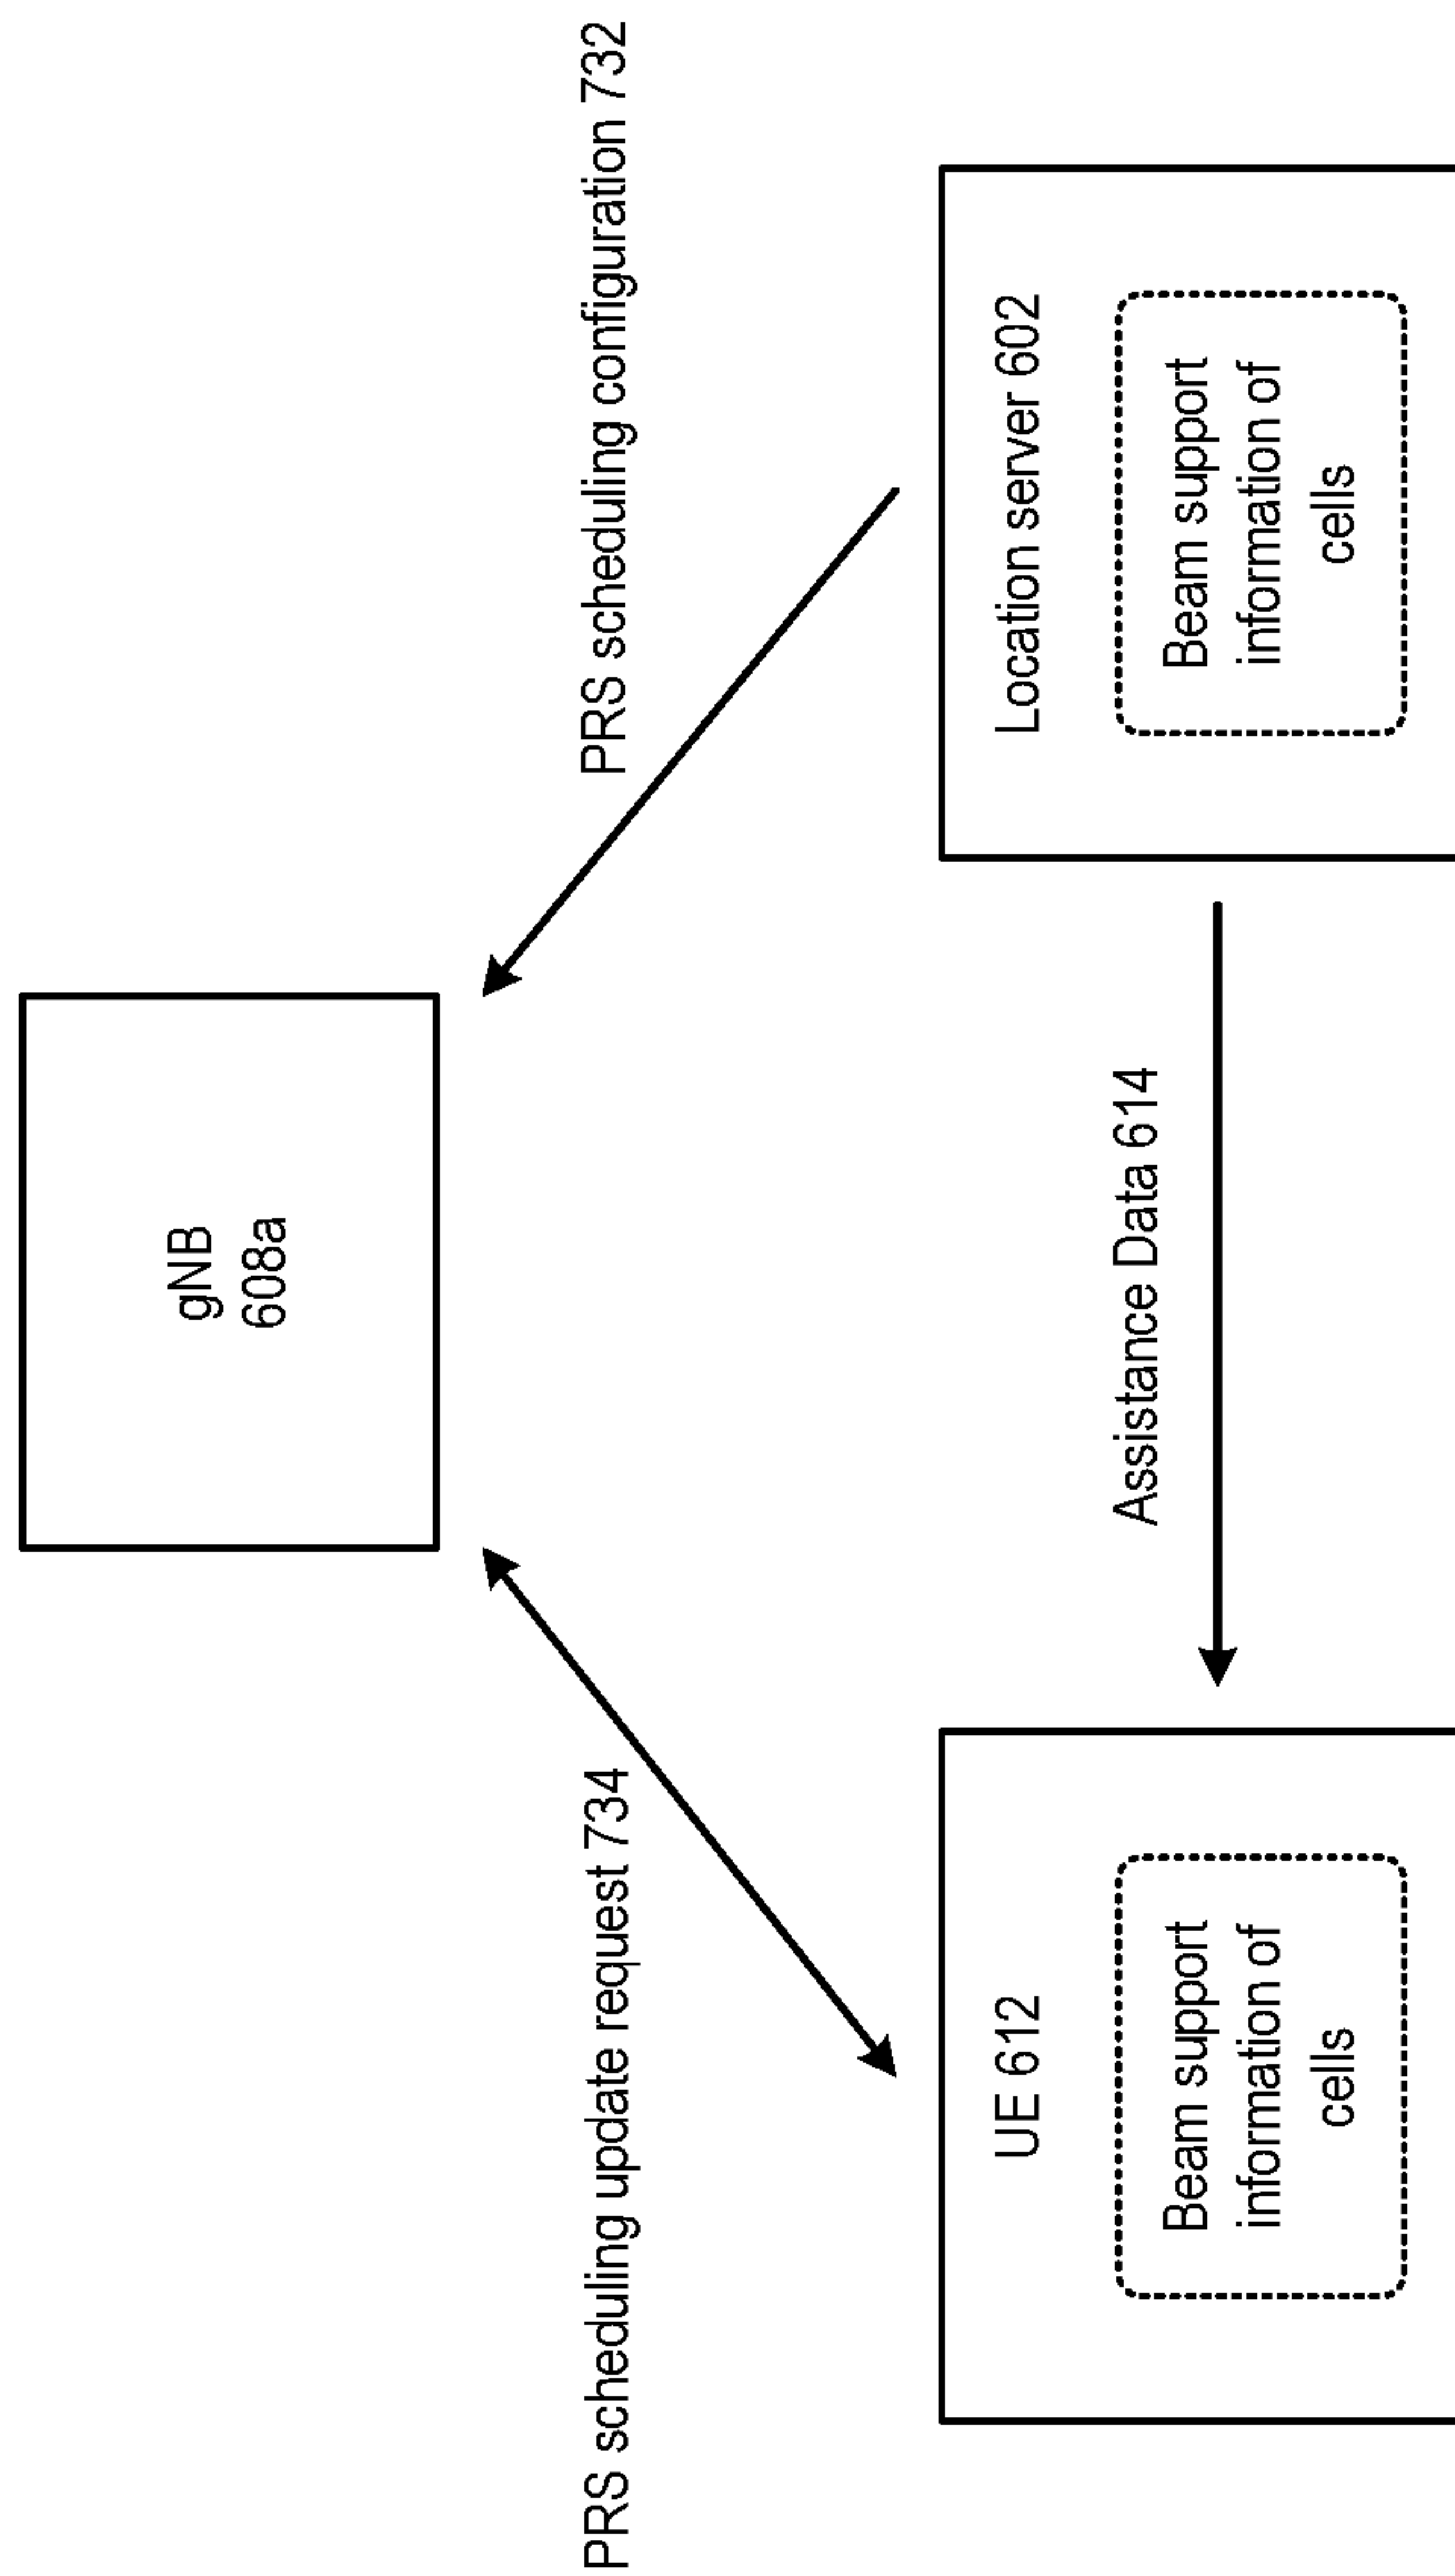 gNB
608a
PRS scheduling update request 734
PRS scheduling configuration 732
Assistance Data 614
UE 612
Beam support
information of
cells
Location server 602
Beam support
information of
cells